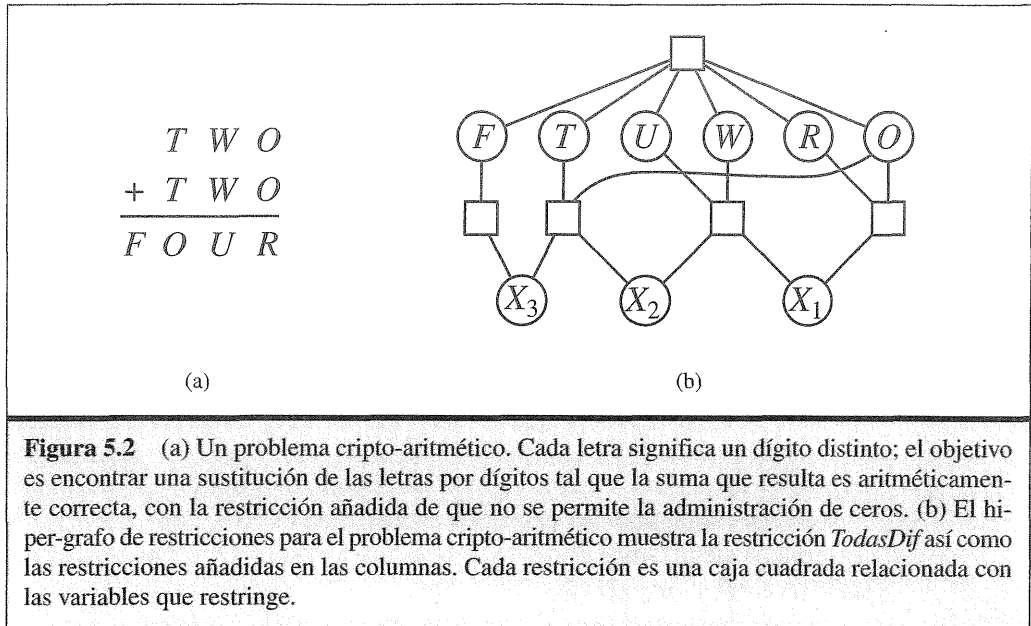 T W O
+ T W O
F O U R
(a)
F T U W R O
X3 X2 X1
(b)
Figura 5.2 (a) Un problema cripto-aritmético. Cada letra significa un dígito distinto; el objetivo
es encontrar una sustitución de las letras por dígitos tal que la suma que resulta es aritméticamen-
te correcta, con la restricción añadida de que no se permite la administración de ceros. (b) El hi-
per-grafo de restricciones para el problema cripto-aritmético muestra la restricción TodasDif así como
las restricciones añadidas en las columnas. Cada restricción es una caja cuadrada relacionada con
las variables que restringe.